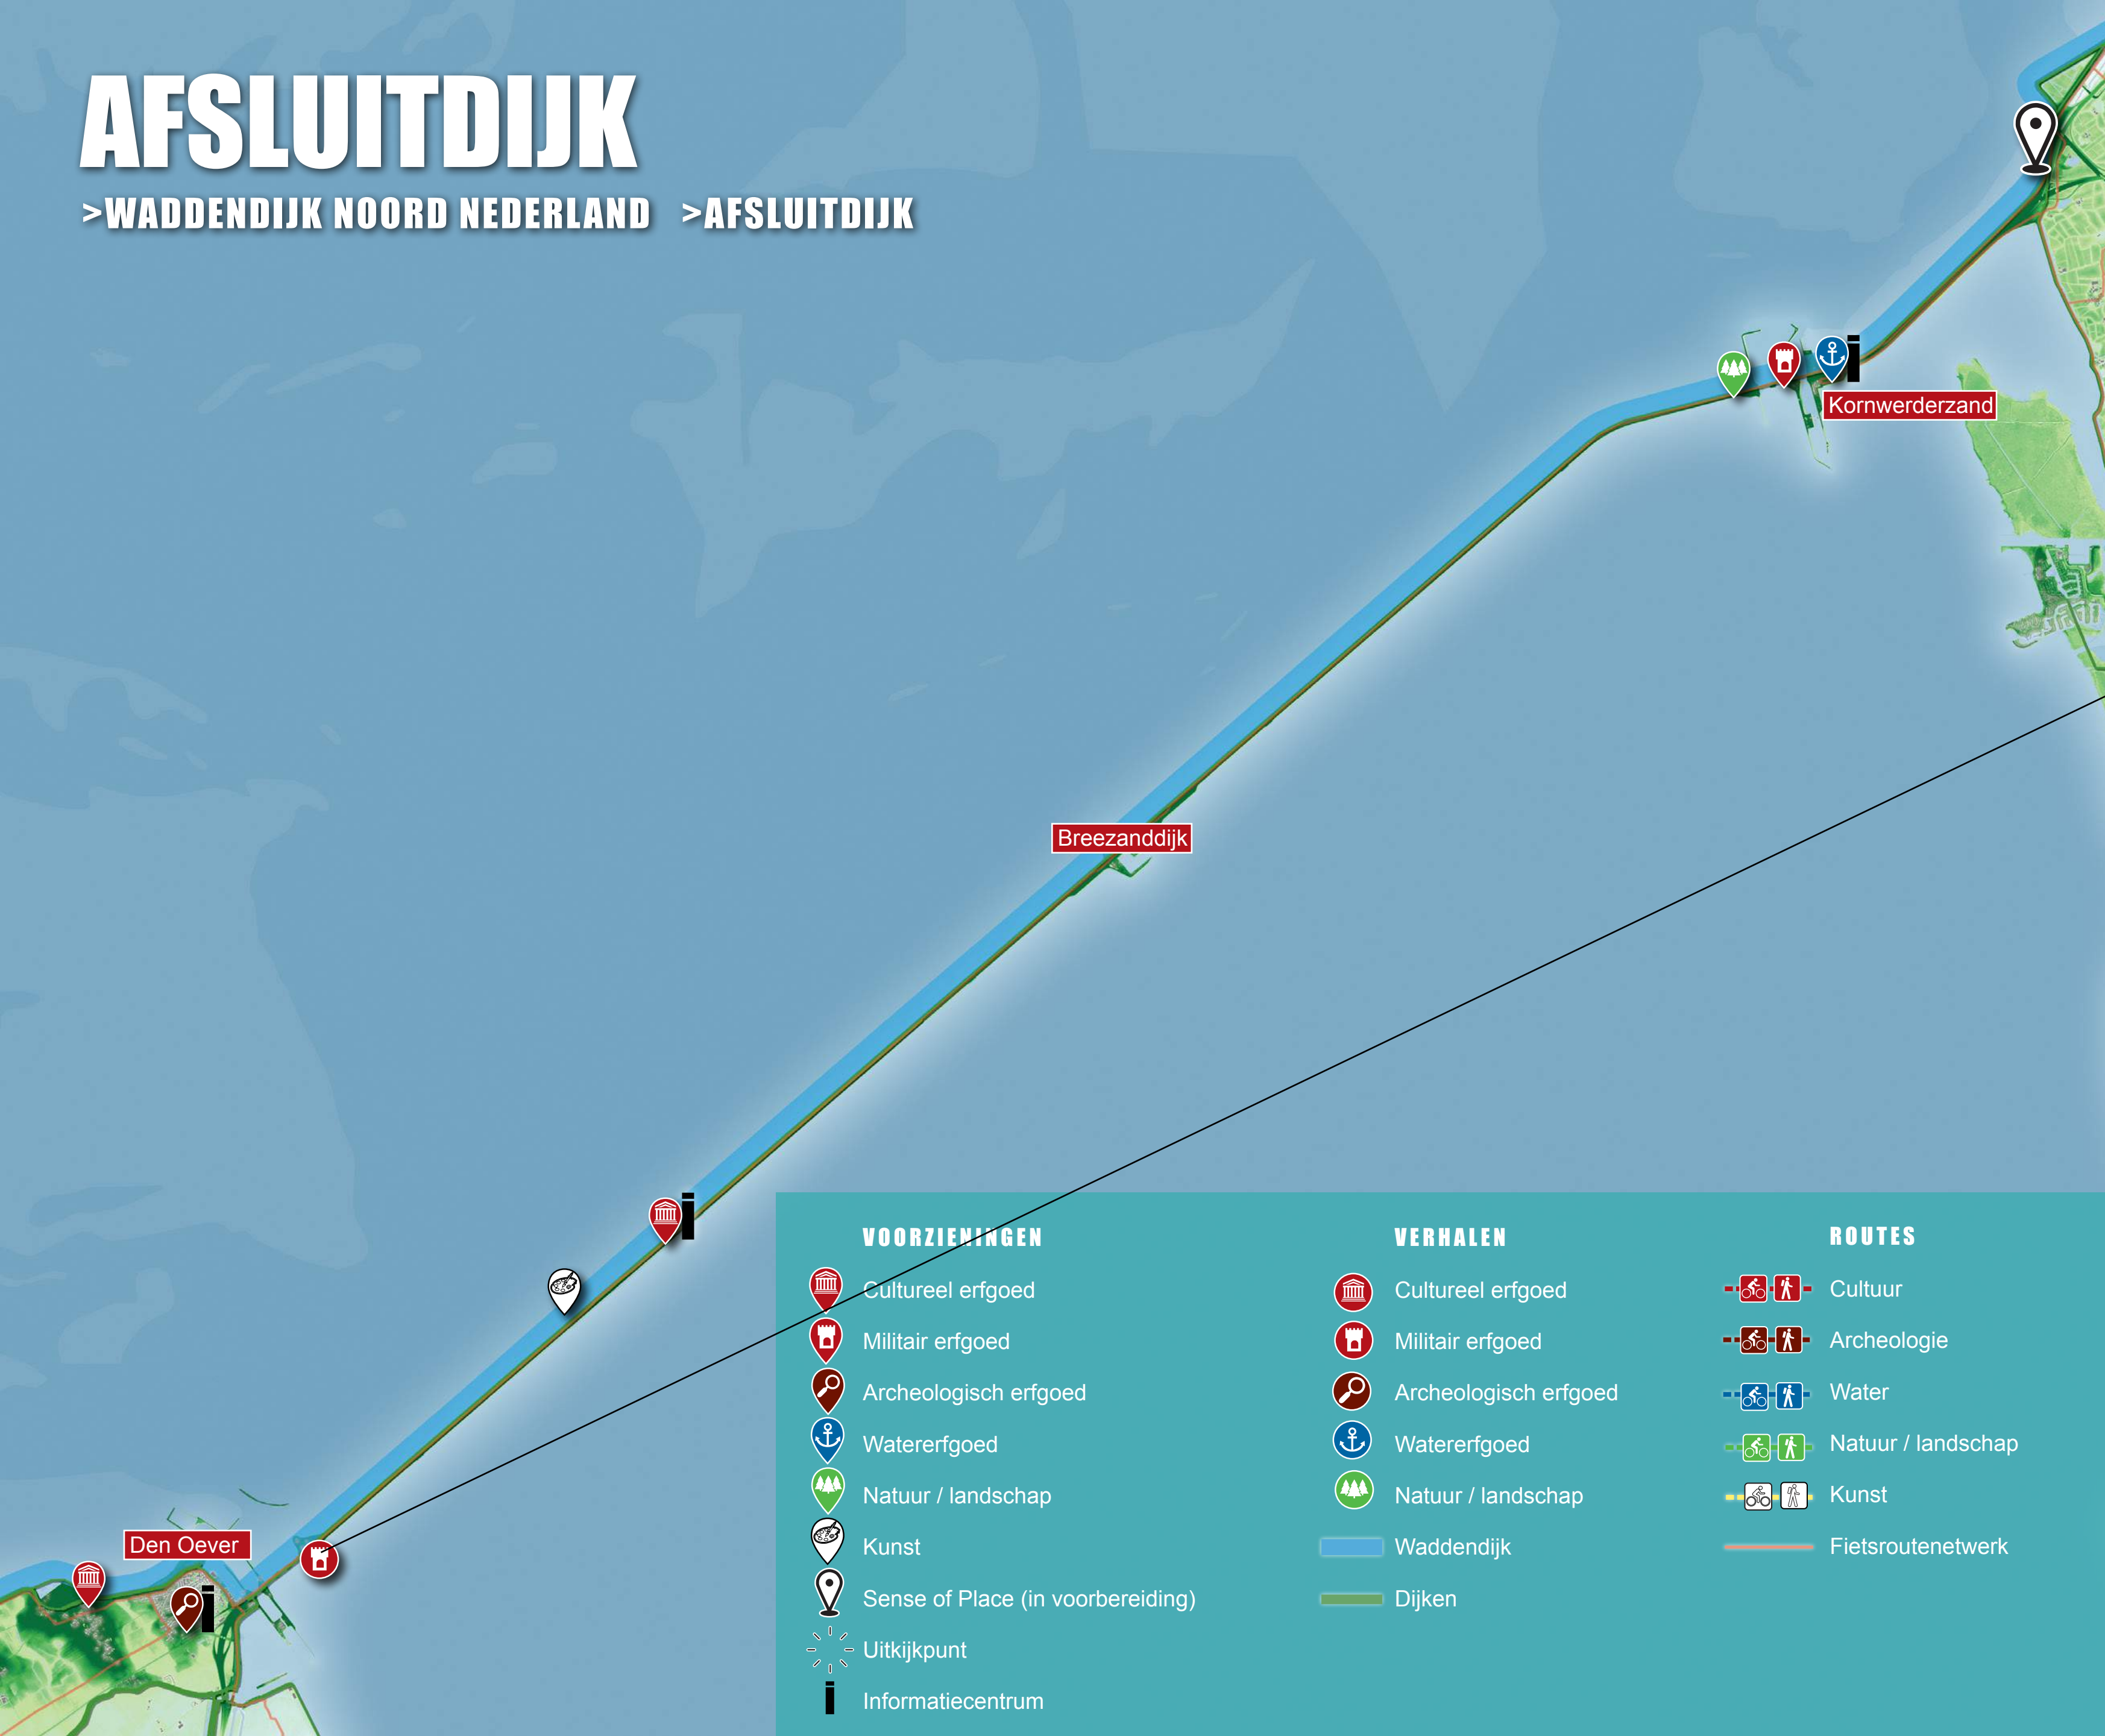 AFSLUITDIJK
>WADDENDIJK NOORD NEDERLAND >AFSLUITDIJK
Kornwerderzand
Breezanddijk
Den Oever
VOORZIENINGEN
Cultureel erfgoed
Militair erfgoed
Archeologisch erfgoed
Watererfgoed
Natuur / landschap
Kunst
Sense of Place (in voorbereiding)
Uitkijkpunt
Informatiecentrum
VERHALEN
Cultureel erfgoed
Militair erfgoed
Archeologisch erfgoed
Watererfgoed
Natuur / landschap
Waddendijk
Dijken
ROUTES
Cultuur
Archeologie
Water
Natuur / landschap
Kunst
Fietsroutenetwerk